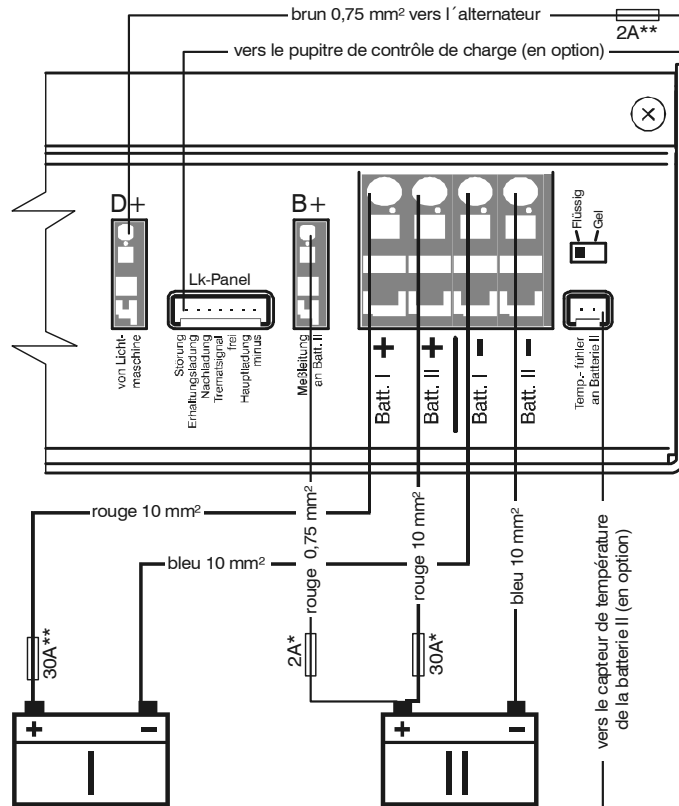 brun 0,75 mm² vers l´alternateur
2A**
vers le pupitre de contrôle de charge (en option)
D+
B+
Flüssig
Gel
Lk-Panel
von Licht-
maschine
Störung
Erhaltungsladung
Nachladung
Trematsignal
frei
Hauptladung
minus
Meßleitung
an Batt. II
Batt. I +
Batt. II +
Batt. I -
Batt. II -
Temp.- fühler
an Batterie II
rouge 10 mm²
bleu 10 mm²
rouge 0,75 mm²
rouge 10 mm²
bleu 10 mm²
vers le capteur de température
de la batterie II (en option)
30A**
2A*
30A*
+ -
I
+ -
II